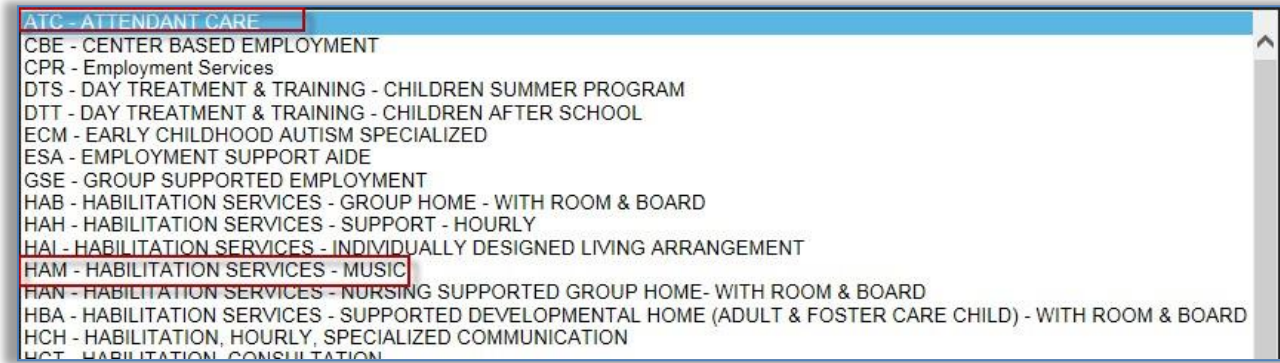 ATC - ATTENDANT CARE
CBE - CENTER BASED EMPLOYMENT
CPR - Employment Services
DTS - DAY TREATMENT & TRAINING - CHILDREN SUMMER PROGRAM
DTT - DAY TREATMENT & TRAINING - CHILDREN AFTER SCHOOL
ECM - EARLY CHILDHOOD AUTISM SPECIALIZED
ESA - EMPLOYMENT SUPPORT AIDE
GSE - GROUP SUPPORTED EMPLOYMENT
HAB - HABILITATION SERVICES - GROUP HOME - WITH ROOM & BOARD
HAH - HABILITATION SERVICES - SUPPORT - HOURLY
HAI - HABILITATION SERVICES - INDIVIDUALLY DESIGNED LIVING ARRANGEMENT
HAM - HABILITATION SERVICES - MUSIC
HAN - HABILITATION SERVICES - NURSING SUPPORTED GROUP HOME- WITH ROOM & BOARD
HBA - HABILITATION SERVICES - SUPPORTED DEVELOPMENTAL HOME (ADULT & FOSTER CARE CHILD) - WITH ROOM & BOARD
HCH - HABILITATION, HOURLY, SPECIALIZED COMMUNICATION
HCT - HABILITATION, CONSULTATION